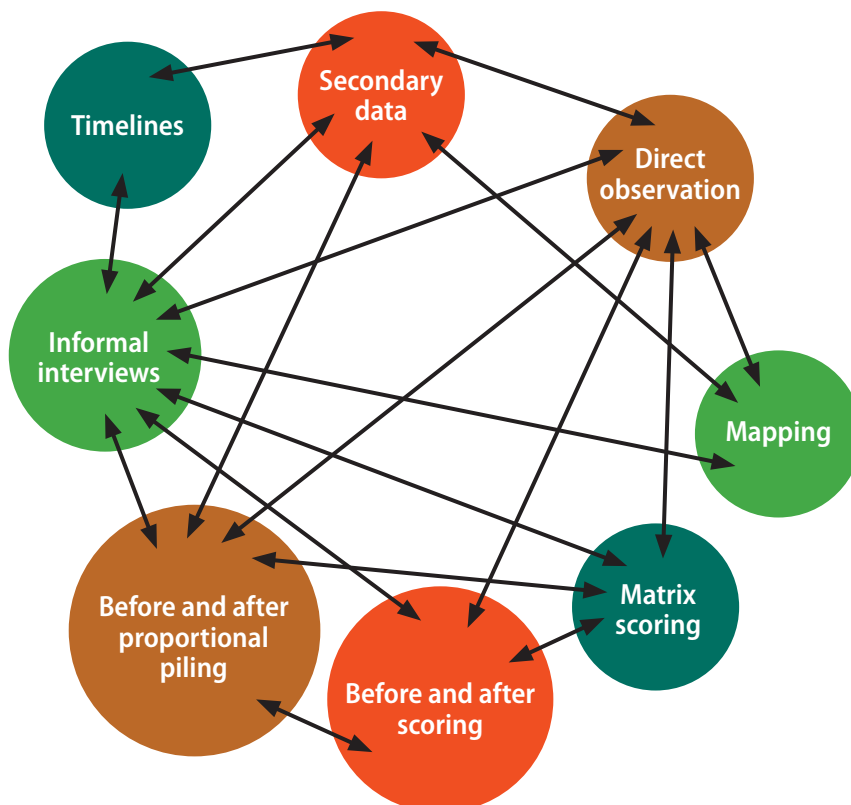 Timelines
Secondary
data
Direct
observation
Informal
interviews
Mapping
Before and after
proportional
piling
Matrix
scoring
Before and after
scoring